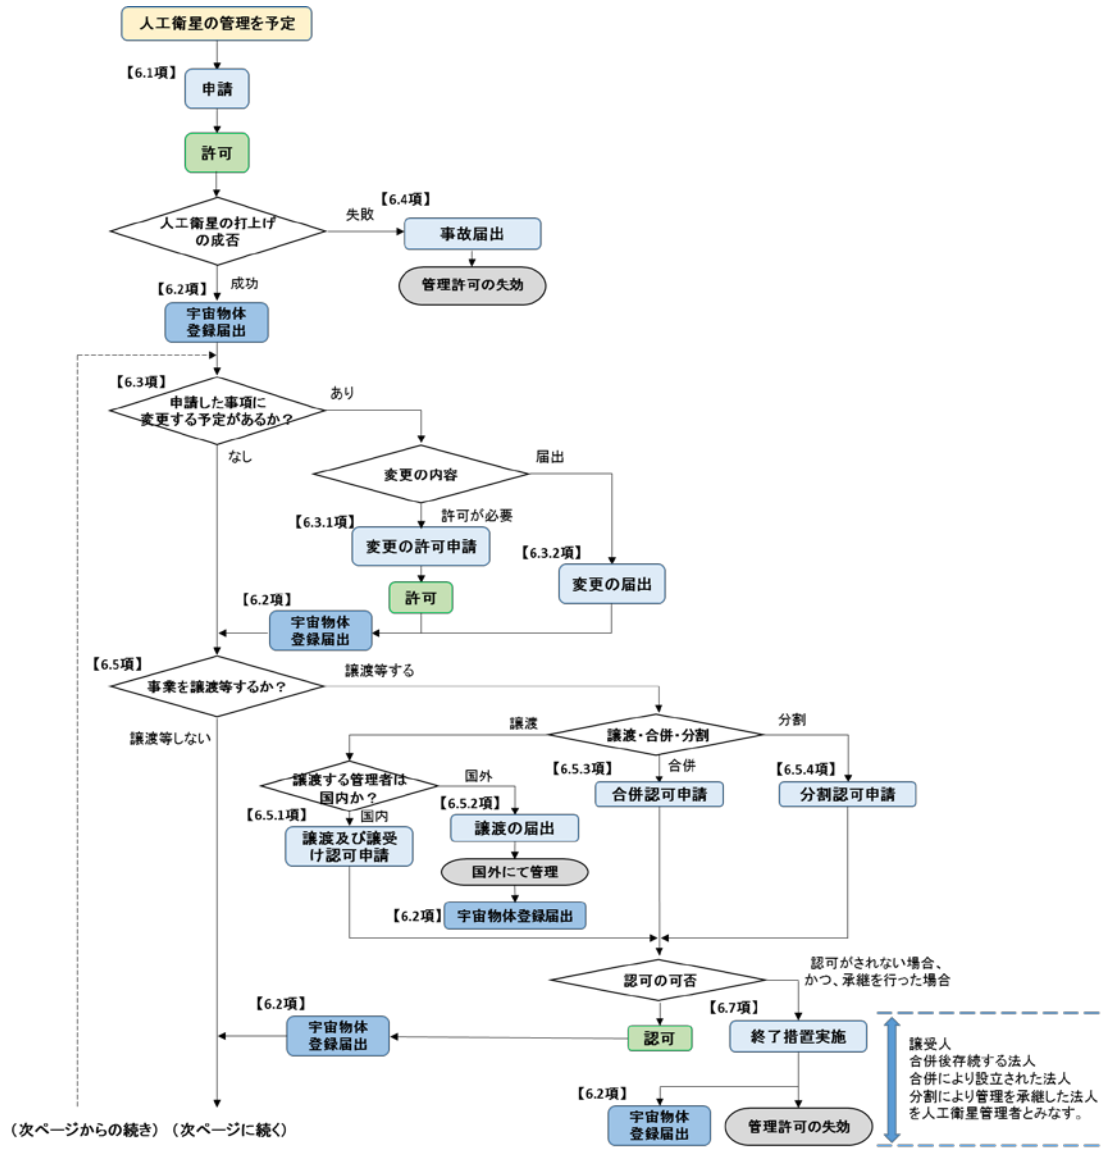 人工衛星の管理を予定
【6.1項】
申請
許可
人工衛星の打上げ
の成否
失敗
【6.4項】
事故届出
管理許可の失効
成功
【6.2項】
宇宙物体
登録届出
【6.3項】
申請した事項に
変更する予定があるか？
あり
なし
変更の内容
届出
許可が必要
【6.3.1項】
変更の許可申請
【6.3.2項】
変更の届出
許可
【6.2項】
宇宙物体
登録届出
【6.5項】
事業を譲渡等するか？
譲渡等する
譲渡等しない
譲渡・合併・分割
譲渡
合併
分割
譲渡する管理者は
国内か？
国外
国内
【6.5.1項】
譲渡及び譲受
け認可申請
【6.5.2項】
譲渡の届出
国外にて管理
【6.2項】
宇宙物体登録届出
【6.5.3項】
合併認可申請
【6.5.4項】
分割認可申請
認可の可否
認可がされない場合、
かつ、承継を行った場合
【6.2項】
宇宙物体
登録届出
認可
【6.7項】
終了措置実施
【6.2項】
宇宙物体
登録届出
管理許可の失効
譲受人
合併後存続する法人
合併により設立された法人
分割により管理を承継した法人
を人工衛星管理者とみなす。
（次ページからの続き）
（次ページに続く）